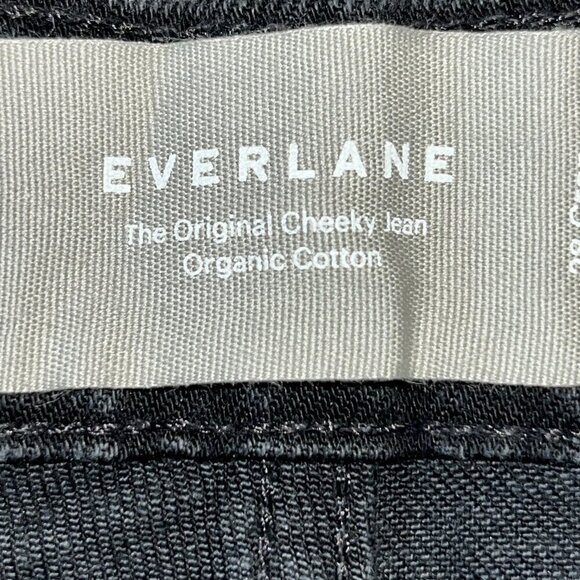 EVERLANE
The Original Cheeky Jean
Organic Cotton